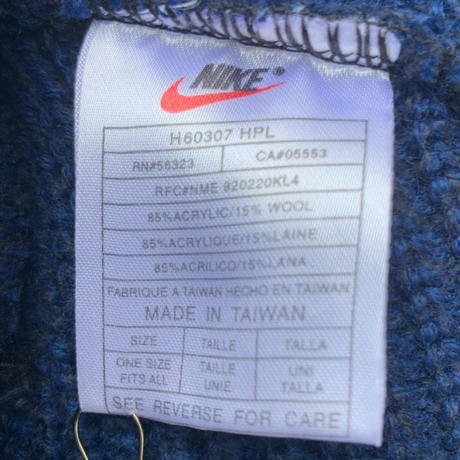 NIKE®
H60307 HPL
RN#56323 CA#05553
RFC#NME 920220KL4
85%ACRYLIC/15% WOOL
85%ACRYLIQUE/15%LAINE
85%ACRILICO/15%LANA
FABRIQUE A TAIWAN HECHO EN TAIWAN
MADE IN TAIWAN
SIZE TAILLE TALLA
ONE SIZE TAILLE UNI
FITS ALL UNIE TALLA
SEE REVERSE FOR CARE